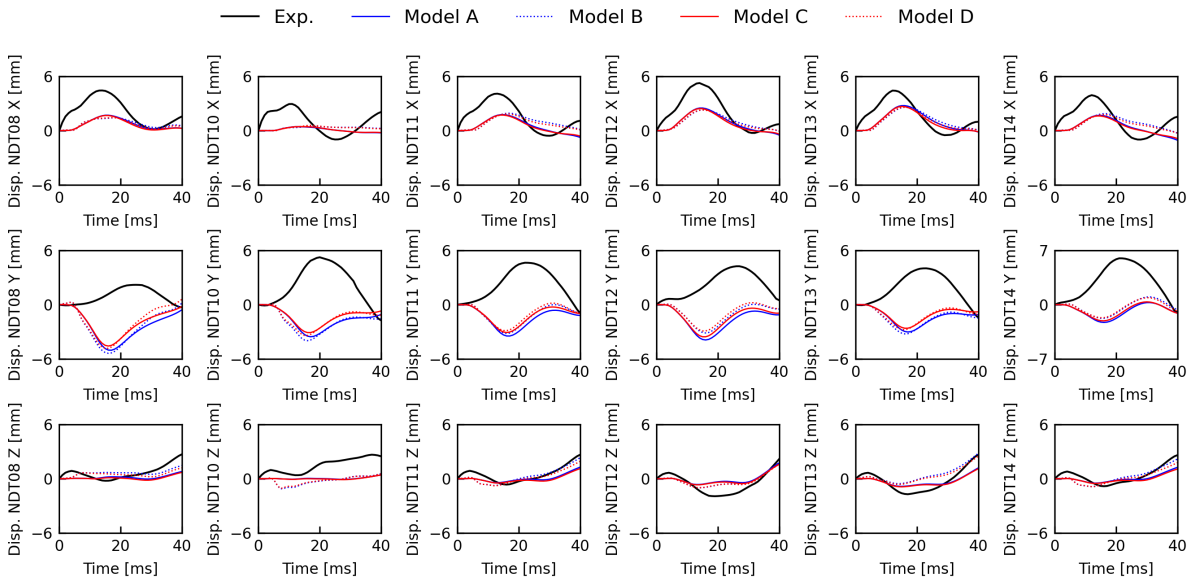 Exp. Model A Model B Model C Model D
Disp. NDT08 X [mm] 6 0 −6 0 20 40 Time [ms]
Disp. NDT10 X [mm] 6 0 −6 0 20 40 Time [ms]
Disp. NDT11 X [mm] 6 0 −6 0 20 40 Time [ms]
Disp. NDT12 X [mm] 6 0 −6 0 20 40 Time [ms]
Disp. NDT13 X [mm] 6 0 −6 0 20 40 Time [ms]
Disp. NDT14 X [mm] 6 0 −6 0 20 40 Time [ms]
Disp. NDT08 Y [mm] 6 0 −6 0 20 40 Time [ms]
Disp. NDT10 Y [mm] 6 0 −6 0 20 40 Time [ms]
Disp. NDT11 Y [mm] 6 0 −6 0 20 40 Time [ms]
Disp. NDT12 Y [mm] 6 0 −6 0 20 40 Time [ms]
Disp. NDT13 Y [mm] 6 0 −6 0 20 40 Time [ms]
Disp. NDT14 Y [mm] 7 0 −7 0 20 40 Time [ms]
Disp. NDT08 Z [mm] 6 0 −6 0 20 40 Time [ms]
Disp. NDT10 Z [mm] 6 0 −6 0 20 40 Time [ms]
Disp. NDT11 Z [mm] 6 0 −6 0 20 40 Time [ms]
Disp. NDT12 Z [mm] 6 0 −6 0 20 40 Time [ms]
Disp. NDT13 Z [mm] 6 0 −6 0 20 40 Time [ms]
Disp. NDT14 Z [mm] 6 0 −6 0 20 40 Time [ms]